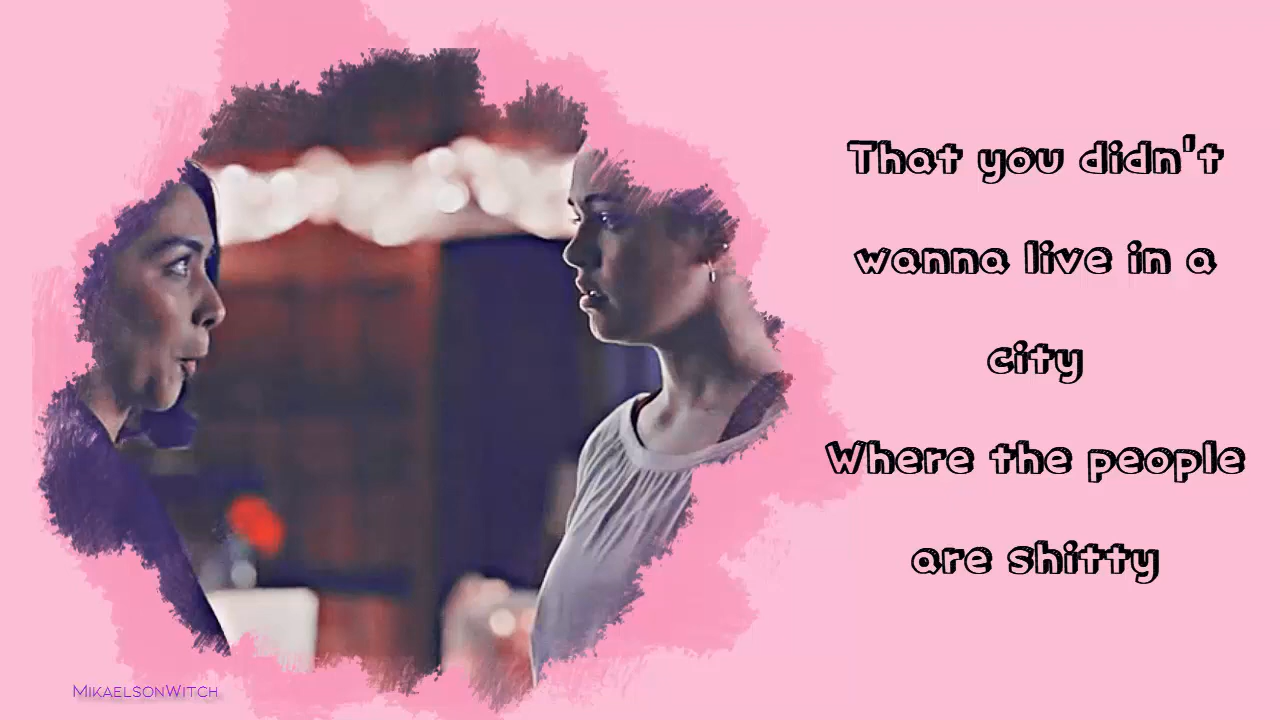 That you didn't
wanna live in a
city
Where the people
are shitty
MikaelsonWitch